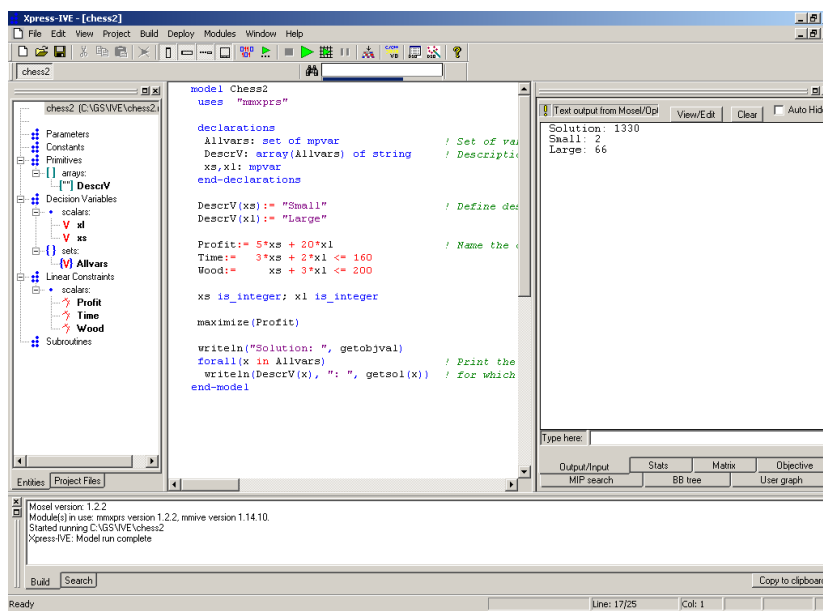 Xpress-IVE - [chess2]
File Edit View Project Build Deploy Modules Window Help
chess2
chess2 (C:\GS\IVE\chess2.
Parameters
Constants
Primitives
arrays:
DescrV
Decision Variables
scalars:
xl
xs
sets:
Allvars
Linear Constraints
scalars:
Profit
Time
Wood
Subroutines
Entities Project Files
model Chess2
uses "mmxprs"
declarations
Allvars: set of mpvar ! Set of va
DescrV: array(Allvars) of string ! Descriptio
xs,xl: mpvar
end-declarations
DescrV(xs):= "Small" ! Define des
DescrV(xl):= "Large"
Profit:= 5*xs + 20*xl ! Name the
Time:= 3*xs + 2*xl <= 160
Wood:= xs + 3*xl <= 200
xs is_integer; xl is_integer
maximize(Profit)
writeln("Solution: ", getobjval)
forall(x in Allvars) ! Print the
writeln(DescrV(x), ": ", getsol(x)) ! for which
end-model
Text output from Mosel/Opt View/Edit Clear Auto Hide
Solution: 1330
Small: 2
Large: 66
Type here:
Output/Input Stats Matrix Objective
MIP search BB tree User graph
Mosel version: 1.2.2
Module(s) in use: mmxprs version 1.2.2, mmive version 1.14.10.
Started running C:\GS\IVE\chess2
Xpress-IVE: Model run complete
Build Search
Copy to clipboard
Ready Line: 17/25 Col: 1